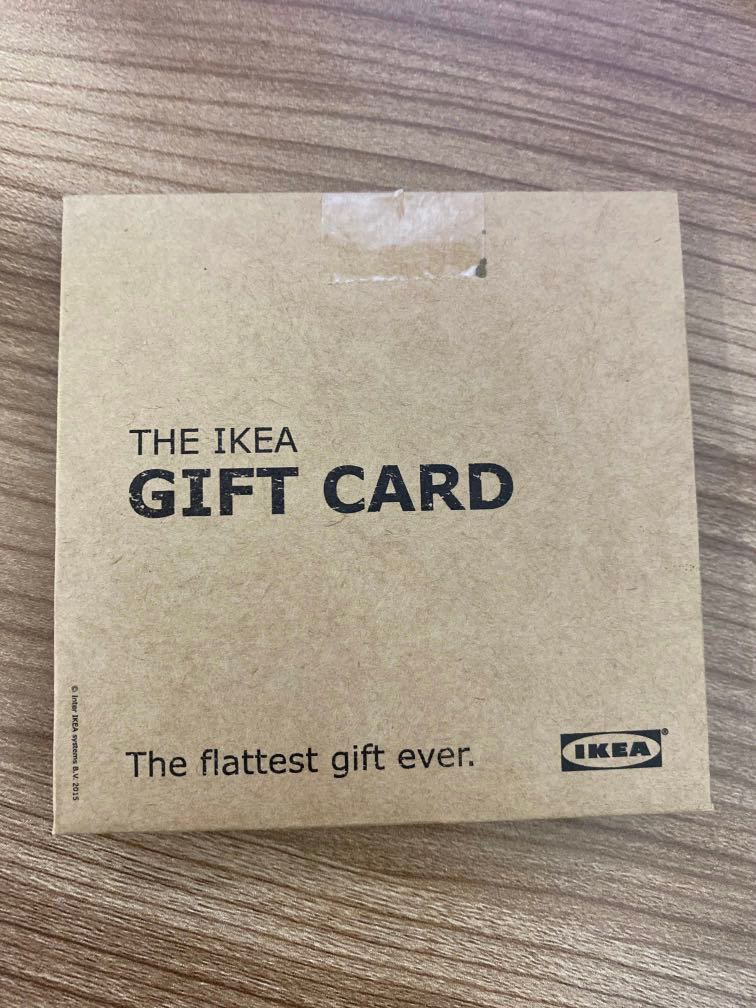 THE IKEA
GIFT CARD
The flattest gift ever.
IKEA®
© Inter IKEA systems B.V. 2015